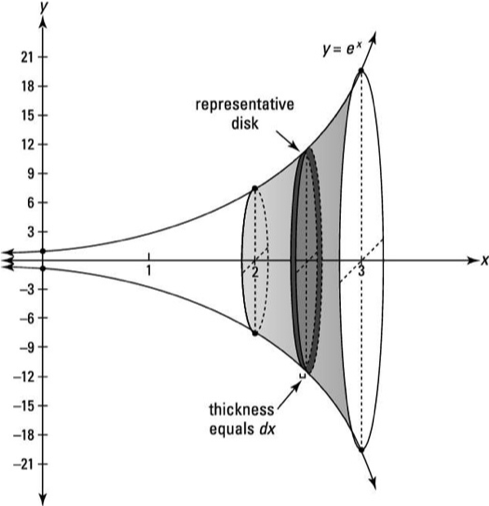 y
y = eˣ
21
18
representative
disk
15
12
9
6
3
x
1
2
3
−3
−6
−9
−12
thickness
equals dx
−15
−18
−21